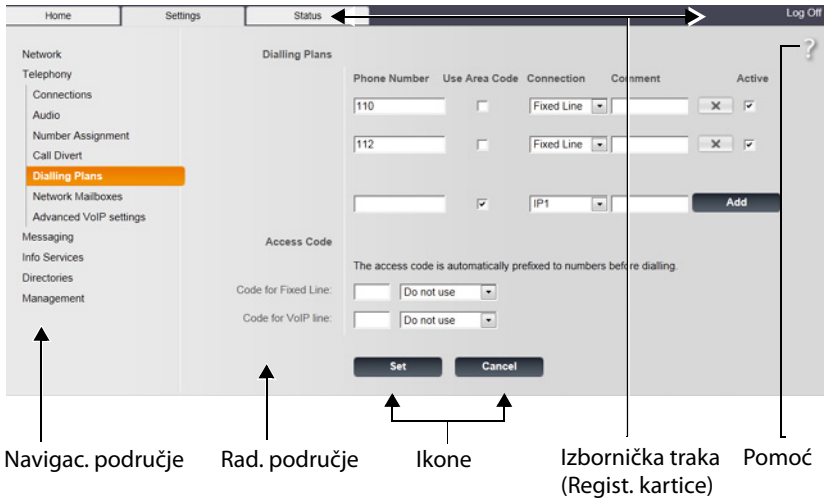 Home Settings Status Log Off
Network
Telephony
Connections
Audio
Number Assignment
Call Divert
Dialling Plans
Network Mailboxes
Advanced VoIP settings
Messaging
Info Services
Directories
Management
Dialling Plans
Phone Number Use Area Code Connection Comment Active
110 Fixed Line
112 Fixed Line
IP1 Add
Access Code
The access code is automatically prefixed to numbers before dialling.
Code for Fixed Line: Do not use
Code for VoIP line: Do not use
Set Cancel
?
Navigac. područje
Rad. područje
Ikone
Izbornička traka
(Regist. kartice)
Pomoć